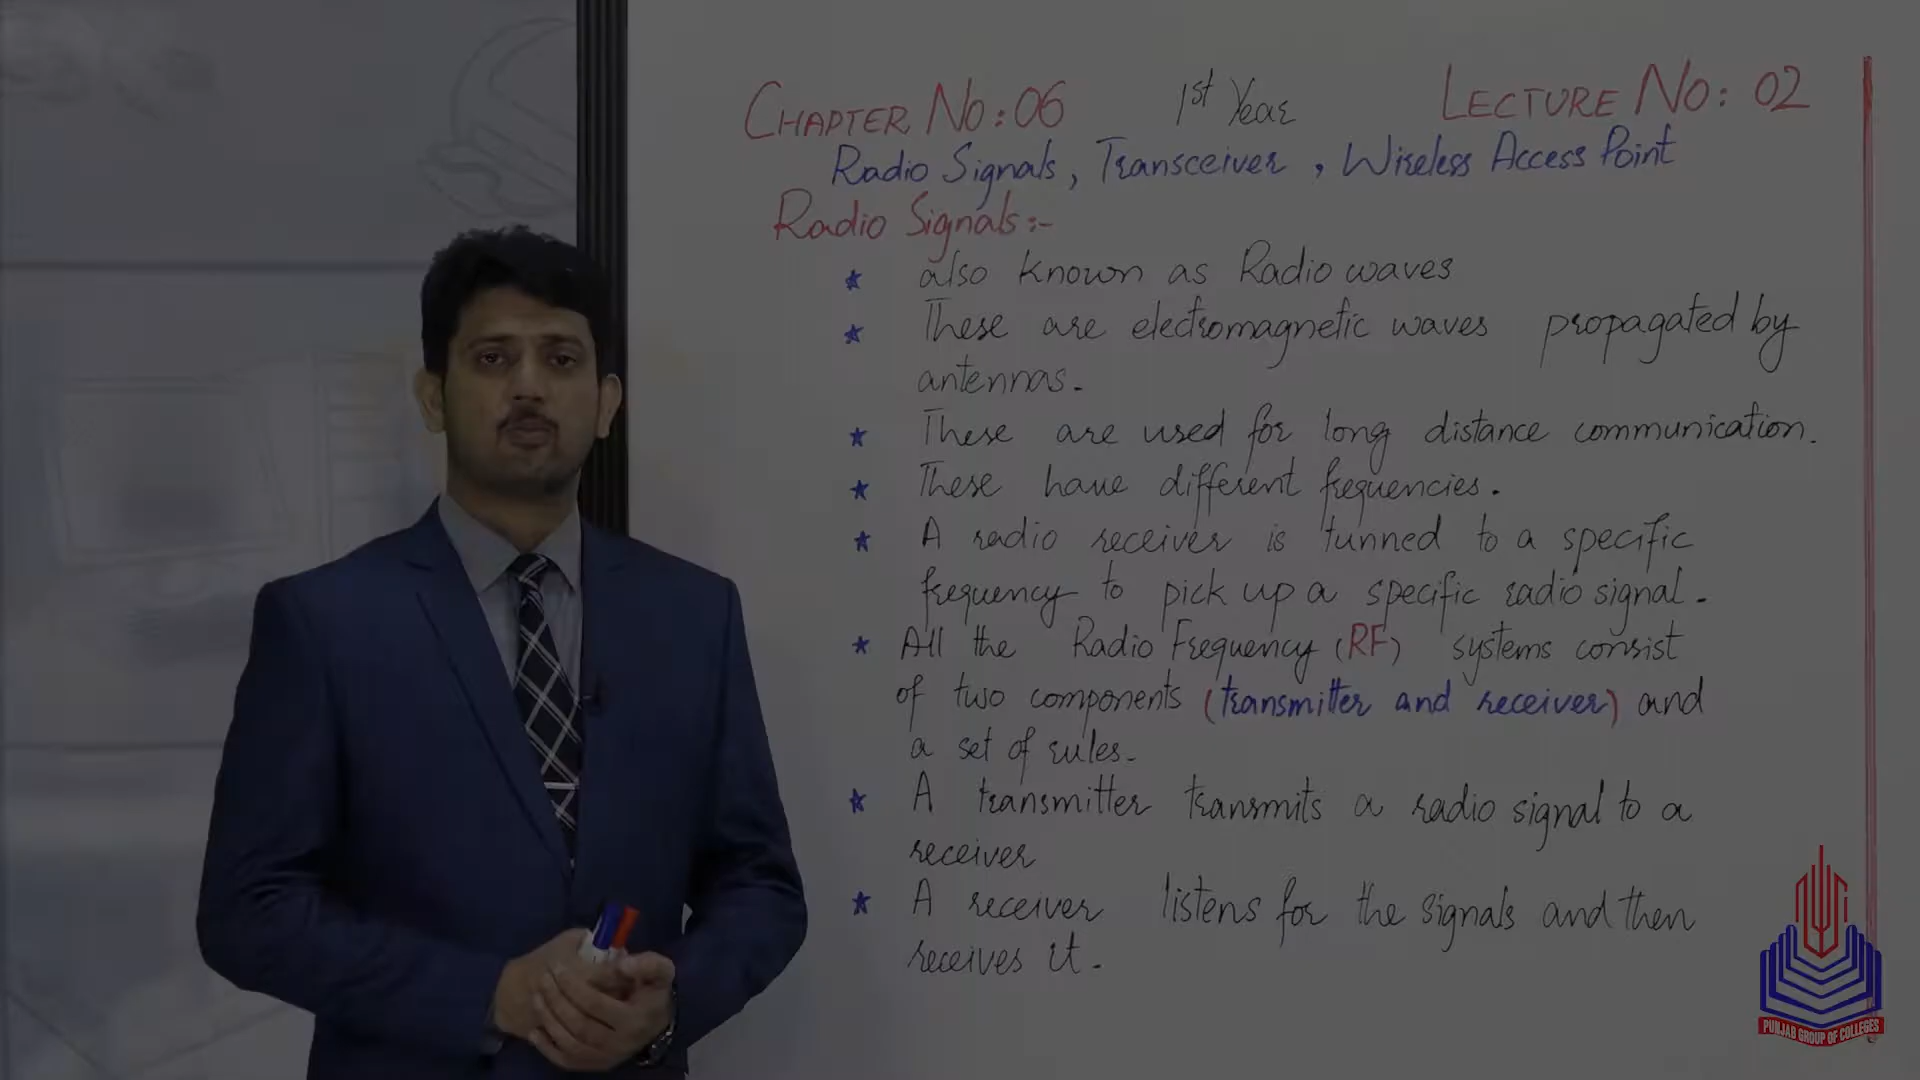 CHAPTER NO: 06 1st Year LECTURE NO: 02
Radio Signals, Transceiver, Wireless Access Point
Radio Signals:-
★ also known as Radio waves
★ These are electromagnetic waves propagated by
antennas.
★ These are used for long distance communication.
★ These have different frequencies.
★ A radio receiver is tunned to a specific
frequency to pick up a specific radio signal.
★ All the Radio Frequency (RF) systems consist
of two components (transmitter and receiver) and
a set of rules.
★ A transmitter transmits a radio signal to a
receiver
★ A receiver listens for the signals and then
receives it.
PUNJAB GROUP OF COLLEGES